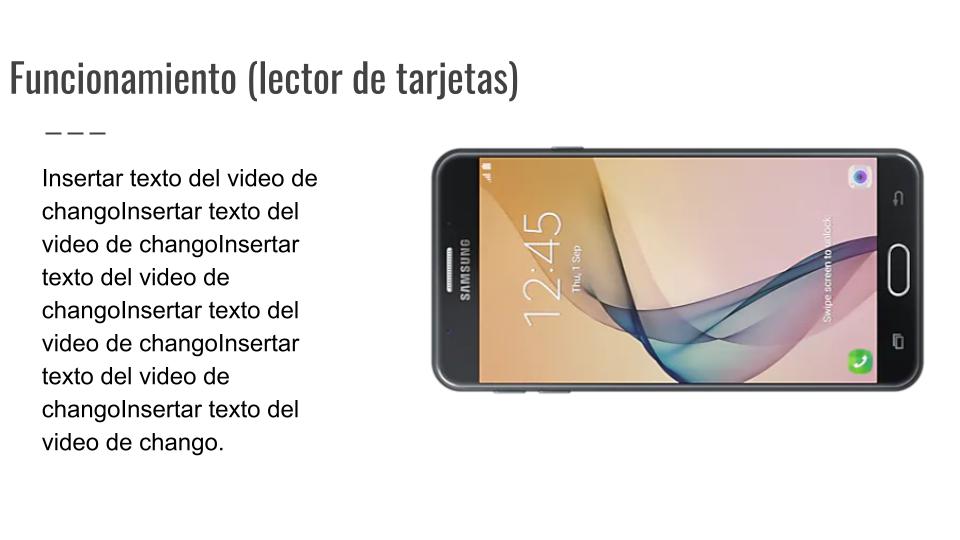 Funcionamiento (lector de tarjetas)
Insertar texto del video de
changoInsertar texto del
video de changoInsertar
texto del video de
changoInsertar texto del
video de changoInsertar
texto del video de
changoInsertar texto del
video de chango.
SAMSUNG
12:45
Thu, 1 Sep
Swipe screen to unlock